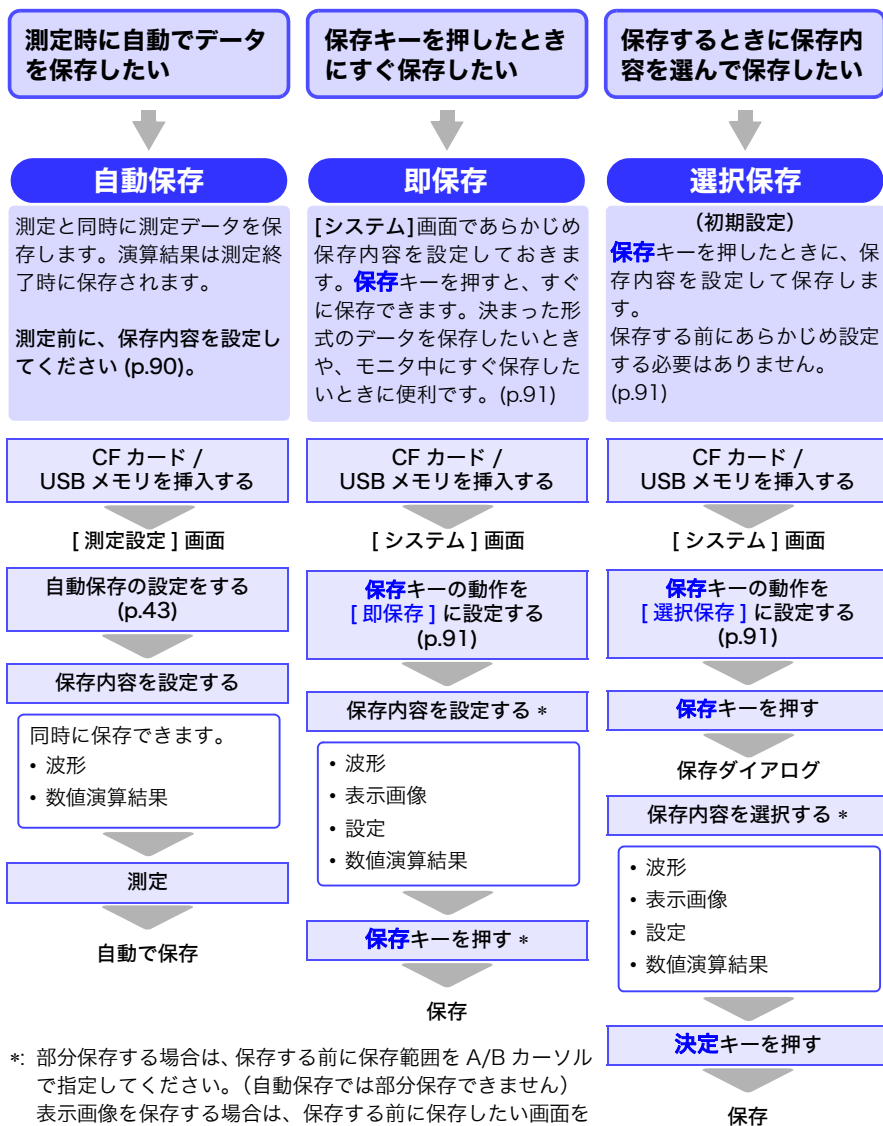 測定時に自動でデータ
を保存したい
自動保存
測定と同時に測定データを保
存します。演算結果は測定終
了時に保存されます。
測定前に、保存内容を設定し
てください (p.90)。
CF カード /
USB メモリを挿入する
[ 測定設定 ] 画面
自動保存の設定をする
(p.43)
保存内容を設定する
同時に保存できます。
• 波形
• 数値演算結果
測定
自動で保存
保存キーを押したとき
にすぐ保存したい
即保存
[システム]画面であらかじめ
保存内容を設定しておきま
す。保存キーを押すと、すぐ
に保存できます。決まった形
式のデータを保存したいとき
や、モニタ中にすぐ保存した
いときに便利です。(p.91)
CF カード /
USB メモリを挿入する
[ システム ] 画面
保存キーの動作を
[ 即保存 ] に設定する
(p.91)
保存内容を設定する *
• 波形
• 表示画像
• 設定
• 数値演算結果
保存キーを押す *
保存
保存するときに保存内
容を選んで保存したい
選択保存
(初期設定)
保存キーを押したときに、保
存内容を設定して保存しま
す。
保存する前にあらかじめ設定
する必要はありません。
(p.91)
CF カード /
USB メモリを挿入する
[ システム ] 画面
保存キーの動作を
[ 選択保存 ] に設定する
(p.91)
保存キーを押す
保存ダイアログ
保存内容を選択する *
• 波形
• 表示画像
• 設定
• 数値演算結果
決定キーを押す
保存
*: 部分保存する場合は、保存する前に保存範囲を A/B カーソル
で指定してください。（自動保存では部分保存できません）
表示画像を保存する場合は、保存する前に保存したい画面を